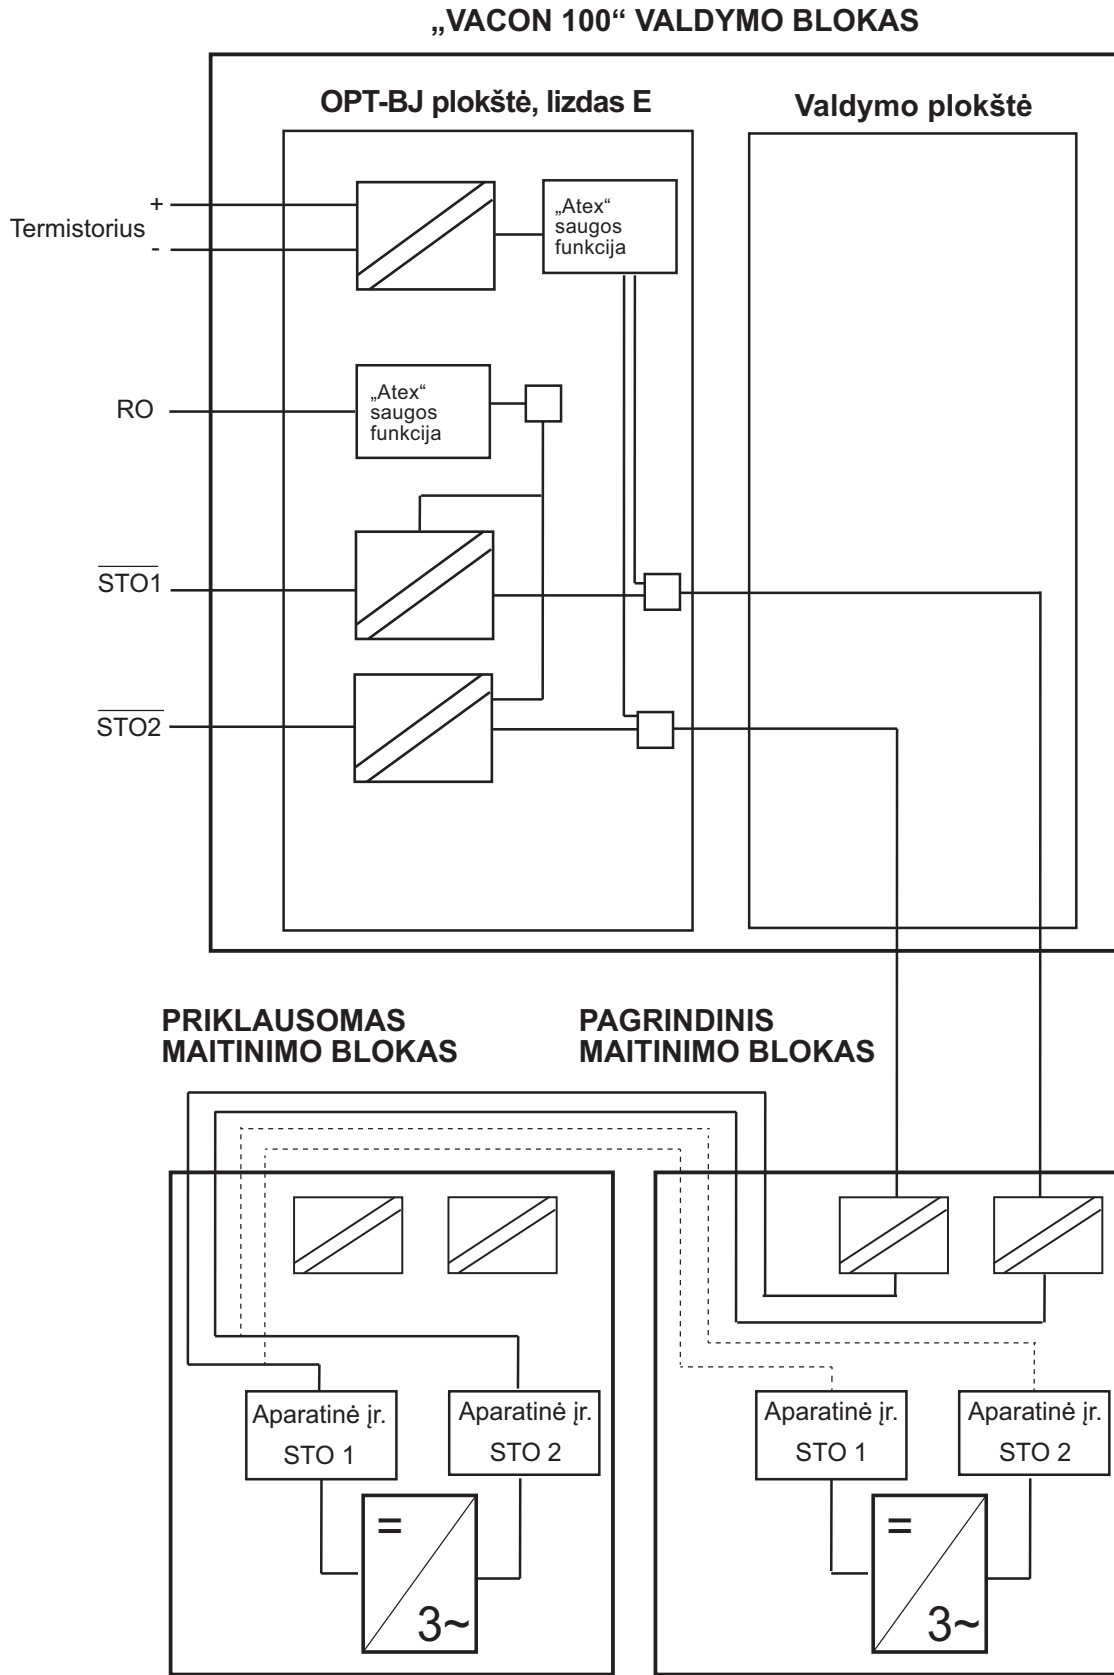 „VACON 100“ VALDYMO BLOKAS
OPT-BJ plokštė, lizdas E
Valdymo plokštė
+
Termistorius
-
„Atex“
saugos
funkcija
RO
„Atex“
saugos
funkcija
STO1
STO2
PRIKLAUSOMAS
MAITINIMO BLOKAS
PAGRINDINIS
MAITINIMO BLOKAS
Aparatinė įr.
STO 1
Aparatinė įr.
STO 2
Aparatinė įr.
STO 1
Aparatinė įr.
STO 2
=
3~
=
3~